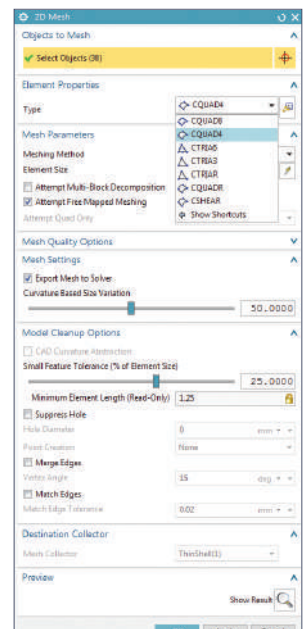 2D Mesh
Objects to Mesh
Select Objects (98)
Element Properties
Type
CQUAD4
CQUAD8
CQUAD4
CTRIA6
CTRIA3
CTRIAR
CQUADR
CSHEAR
Show Shortcuts
Mesh Parameters
Meshing Method
Element Size
Attempt Multi-Block Decomposition
Attempt Free Mapped Meshing
Attempt Quad Only
Mesh Quality Options
Mesh Settings
Export Mesh to Solver
Curvature Based Size Variation
50.0000
Model Cleanup Options
CAD Curvature Abstraction
Small Feature Tolerance (% of Element Size)
25.0000
Minimum Element Length (Read-Only) 1.25
Suppress Hole
Hole Diameter 0 mm
Point Creation None
Merge Edges
Vertex Angle 15 deg
Match Edges
Match Edge Tolerance 0.02 mm
Destination Collector
Mesh Collector ThinShell(1)
Preview
Show Result